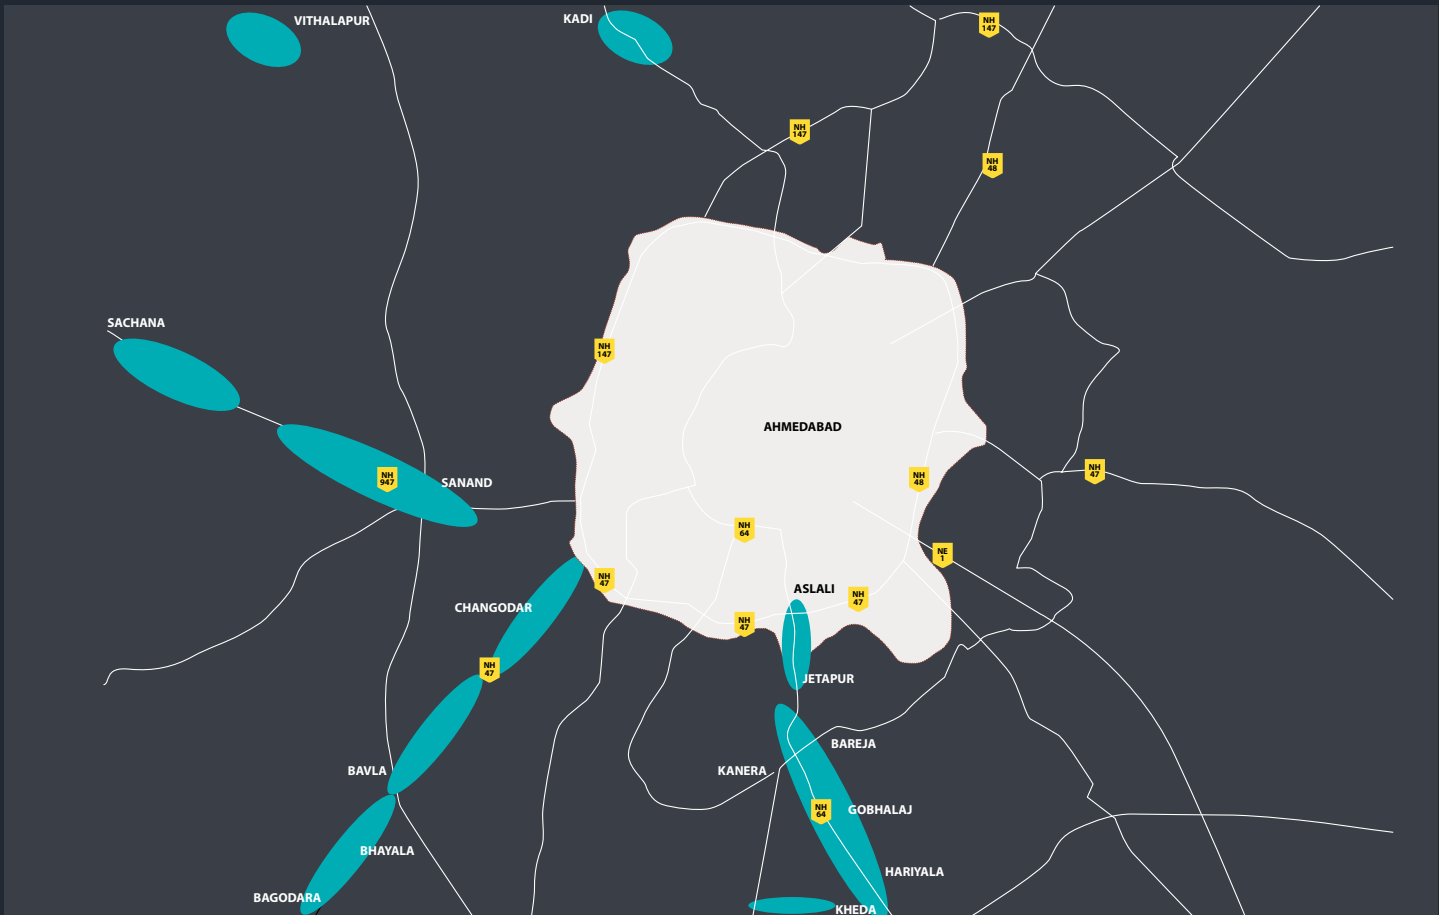 VITHALAPUR
KADI
NH
147
NH
147
NH
48
SACHANA
NH
147
AHMEDABAD
NH
947
SANAND
NH
48
NH
47
NH
64
NE
1
NH
47
ASLALI
NH
47
CHANGODAR
NH
47
NH
47
JETAPUR
BAREJA
BAVLA
KANERA
NH
64
GOBHALAJ
BHAYALA
HARIYALA
BAGODARA
KHEDA